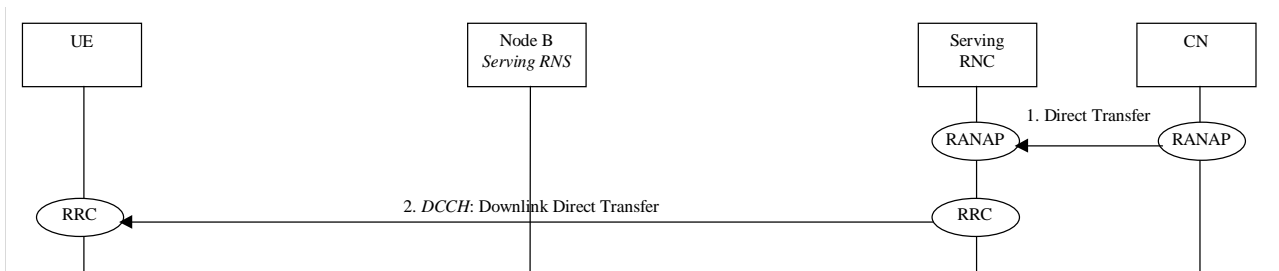 UE
Node B
Serving RNS
Serving
RNC
CN
1. Direct Transfer
RANAP
RANAP
2. DCCH: Downlink Direct Transfer
RRC
RRC